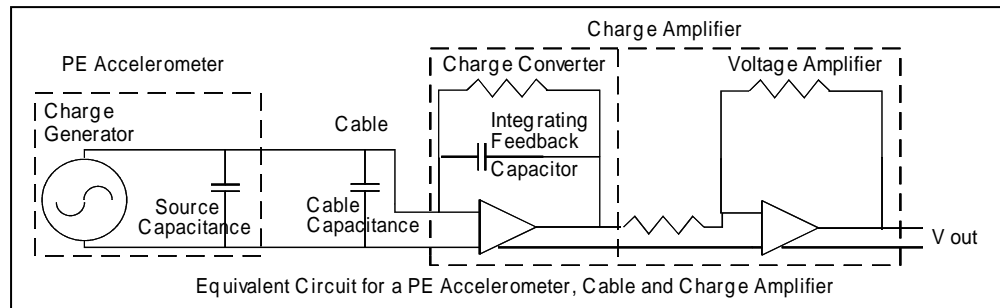 Charge Amplifier
PE Accelerometer
Charge Converter
Voltage Amplifier
Charge
Generator
Cable
Integrating
Feedback
Capacitor
Source
Capacitance
Cable
Capacitance
V out
Equivalent Circuit for a PE Accelerometer, Cable and Charge Amplifier